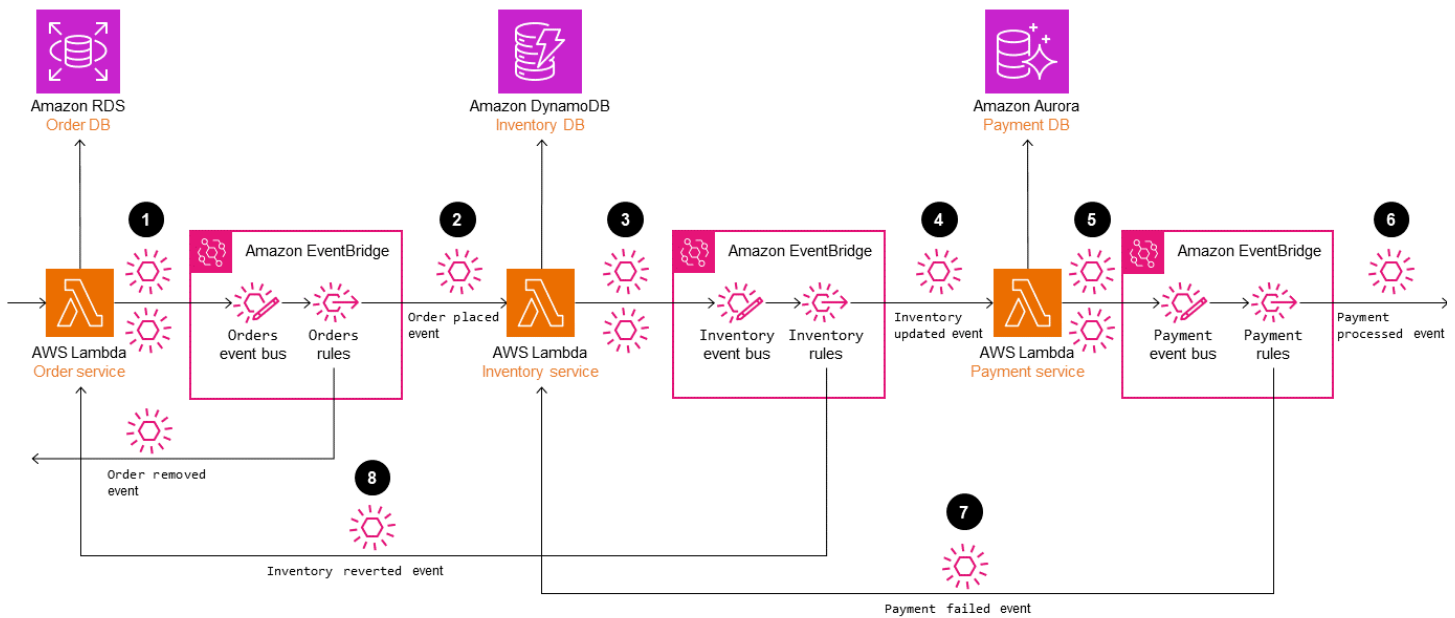 Amazon RDS
Order DB
Amazon DynamoDB
Inventory DB
Amazon Aurora
Payment DB
1
2
3
4
5
6
Amazon EventBridge
Amazon EventBridge
Amazon EventBridge
Orders
event bus
Orders
rules
Order placed
event
Inventory
event bus
Inventory
rules
Inventory
updated event
Payment
event bus
Payment
rules
Payment
processed event
AWS Lambda
Order service
AWS Lambda
Inventory service
AWS Lambda
Payment service
Order removed
event
8
Inventory reverted event
7
Payment failed event